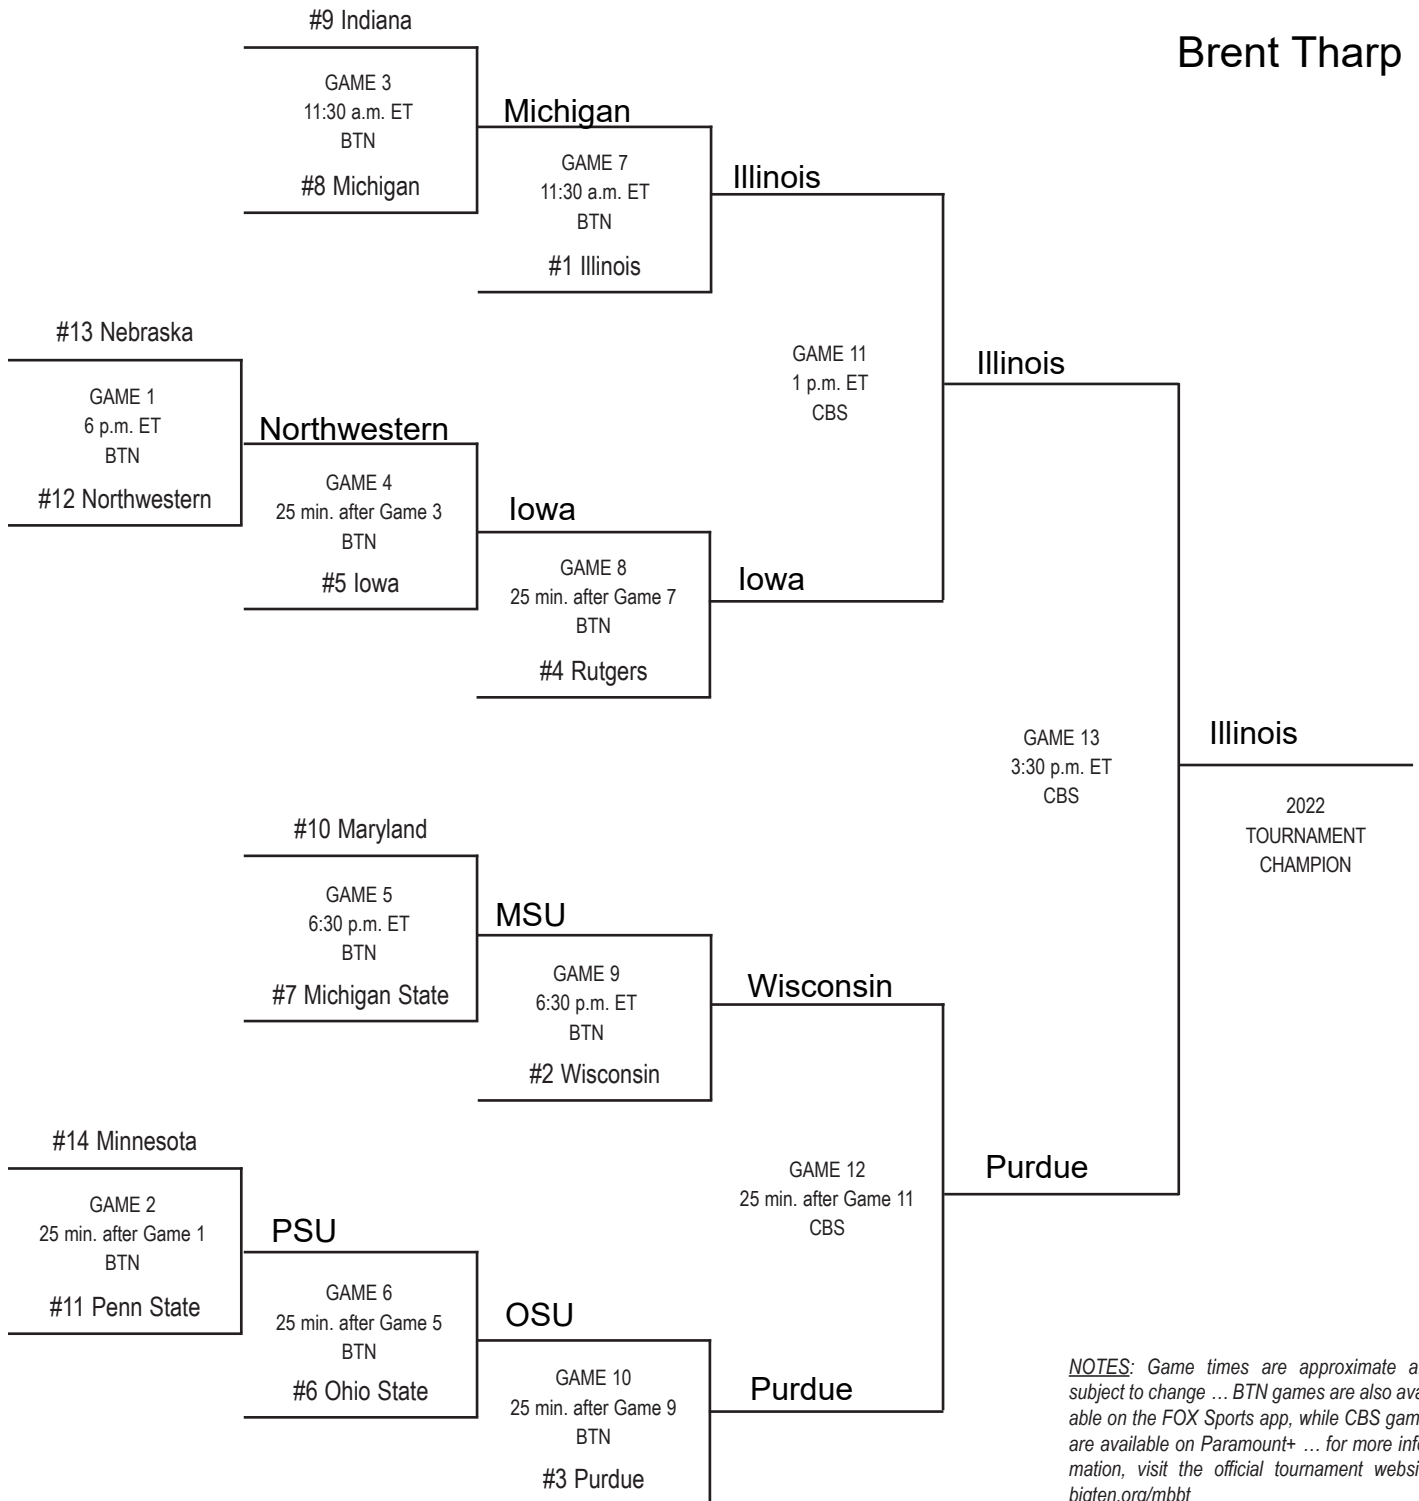 #9 Indiana
Brent Tharp
GAME 3
11:30 a.m. ET
BTN
#8 Michigan
Michigan
GAME 7
11:30 a.m. ET
BTN
#1 Illinois
Illinois
#13 Nebraska
GAME 1
6 p.m. ET
BTN
#12 Northwestern
Northwestern
GAME 4
25 min. after Game 3
BTN
#5 Iowa
Iowa
GAME 8
25 min. after Game 7
BTN
#4 Rutgers
Iowa
GAME 11
1 p.m. ET
CBS
Illinois
GAME 13
3:30 p.m. ET
CBS
Illinois
2022
TOURNAMENT
CHAMPION
#10 Maryland
GAME 5
6:30 p.m. ET
BTN
#7 Michigan State
MSU
GAME 9
6:30 p.m. ET
BTN
#2 Wisconsin
Wisconsin
#14 Minnesota
GAME 2
25 min. after Game 1
BTN
#11 Penn State
PSU
GAME 6
25 min. after Game 5
BTN
#6 Ohio State
OSU
GAME 10
25 min. after Game 9
BTN
#3 Purdue
Purdue
GAME 12
25 min. after Game 11
CBS
Purdue
NOTES: Game times are approximate a
subject to change … BTN games are also ava
able on the FOX Sports app, while CBS gam
are available on Paramount+ … for more info
mation, visit the official tournament websi
bigten.org/mbbt